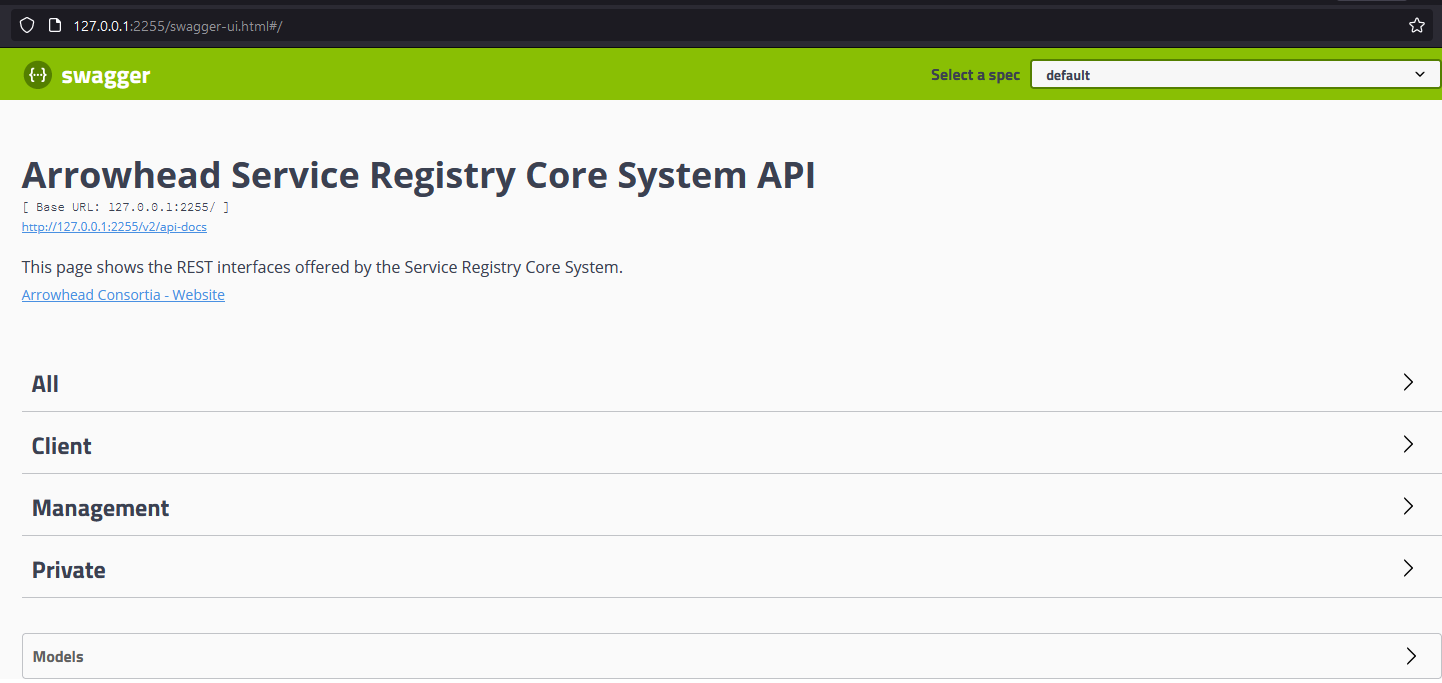 127.0.0.1:2255/swagger-ui.html#/
{··} swagger
Select a spec
default
Arrowhead Service Registry Core System API
[ Base URL: 127.0.0.1:2255/ ]
http://127.0.0.1:2255/v2/api-docs
This page shows the REST interfaces offered by the Service Registry Core System.
Arrowhead Consortia - Website
All
Client
Management
Private
Models